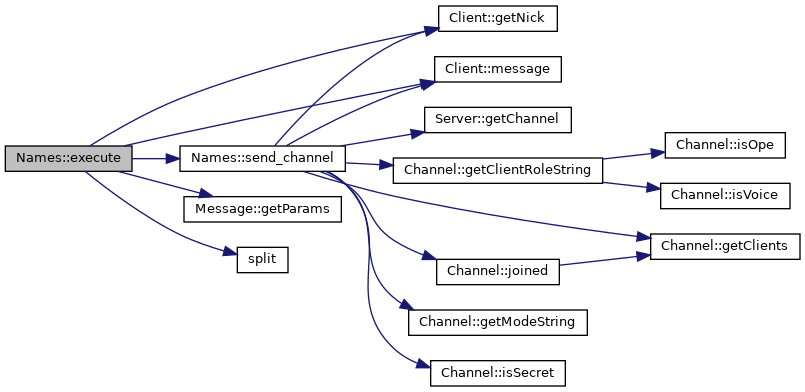 Client::getNick
Client::message
Server::getChannel
Channel::isOpe
Names::execute
Names::send_channel
Channel::getClientRoleString
Channel::isVoice
Message::getParams
Channel::getClients
split
Channel::joined
Channel::getModeString
Channel::isSecret